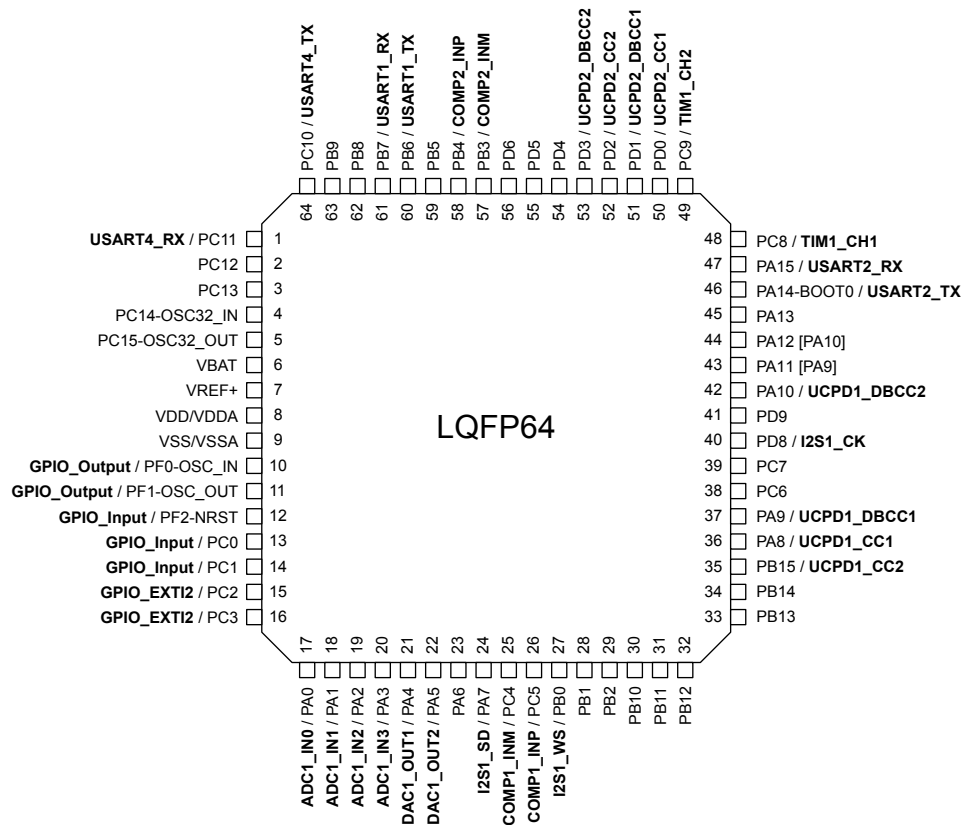 PC10 / USART4_TX
PB9
PB8
PB7 / USART1_RX
PB6 / USART1_TX
PB5
PB4 / COMP2_INP
PB3 / COMP2_INM
PD6
PD5
PD4
PD3 / UCPD2_DBCC2
PD2 / UCPD2_CC2
PD1 / UCPD2_DBCC1
PD0 / UCPD2_CC1
PC9 / TIM1_CH2
64
63
62
61
60
59
58
57
56
55
54
53
52
51
50
49
USART4_RX / PC11 1
PC12 2
PC13 3
PC14-OSC32_IN 4
PC15-OSC32_OUT 5
VBAT 6
VREF+ 7
VDD/VDDA 8
VSS/VSSA 9
GPIO_Output / PF0-OSC_IN 10
GPIO_Output / PF1-OSC_OUT 11
GPIO_Input / PF2-NRST 12
GPIO_Input / PC0 13
GPIO_Input / PC1 14
GPIO_EXTI2 / PC2 15
GPIO_EXTI2 / PC3 16
LQFP64
48 PC8 / TIM1_CH1
47 PA15 / USART2_RX
46 PA14-BOOT0 / USART2_TX
45 PA13
44 PA12 [PA10]
43 PA11 [PA9]
42 PA10 / UCPD1_DBCC2
41 PD9
40 PD8 / I2S1_CK
39 PC7
38 PC6
37 PA9 / UCPD1_DBCC1
36 PA8 / UCPD1_CC1
35 PB15 / UCPD1_CC2
34 PB14
33 PB13
17
18
19
20
21
22
23
24
25
26
27
28
29
30
31
32
ADC1_IN0 / PA0
ADC1_IN1 / PA1
ADC1_IN2 / PA2
ADC1_IN3 / PA3
DAC1_OUT1 / PA4
DAC1_OUT2 / PA5
PA6
I2S1_SD / PA7
COMP1_INM / PC4
COMP1_INP / PC5
I2S1_WS / PB0
PB1
PB2
PB10
PB11
PB12